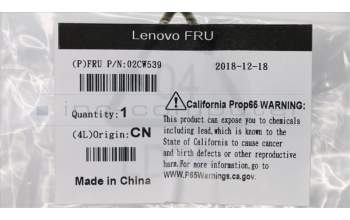 Lenovo FRU
(P)FRU P/N:02CW539
2018-12-18
Quantity:1
(4L)Origin:CN
Made in China
California Prop65 WARNING:
This product can expose you to chemicals
including lead,which is known to the
State of California to cause cancer
and birth defects or other reproductive
harm.For more information,go to
WWW.P65Warnings.ca.gov.